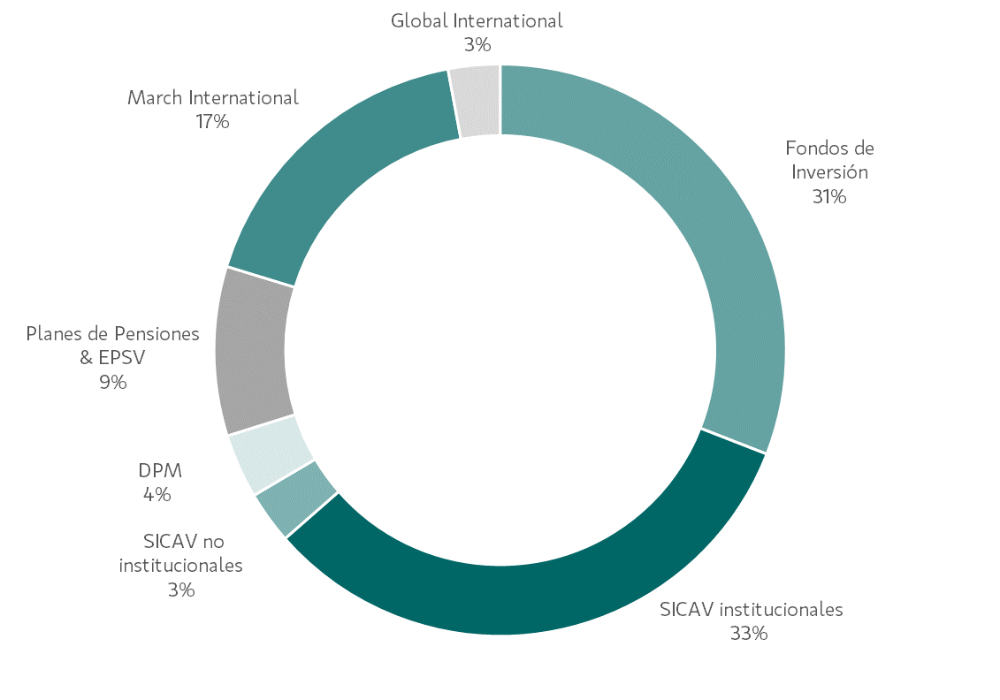 Global International
3%
March International
17%
Fondos de
Inversión
31%
Planes de Pensiones
& EPSV
9%
DPM
4%
SICAV no
institucionales
3%
SICAV institucionales
33%